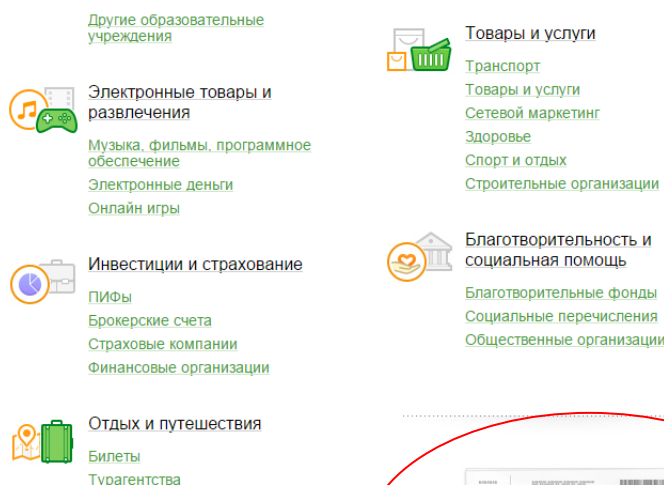 Другие образовательные
учреждения
Электронные товары и
развлечения
Музыка, фильмы, программное
обеспечение
Электронные деньги
Онлайн игры
Инвестиции и страхование
ПИФы
Брокерские счета
Страховые компании
Финансовые организации
Отдых и путешествия
Билеты
Турагентства
Товары и услуги
Транспорт
Товары и услуги
Сетевой маркетинг
Здоровье
Спорт и отдых
Строительные организации
Благотворительность и
социальная помощь
Благотворительные фонды
Социальные перечисления
Общественные организации